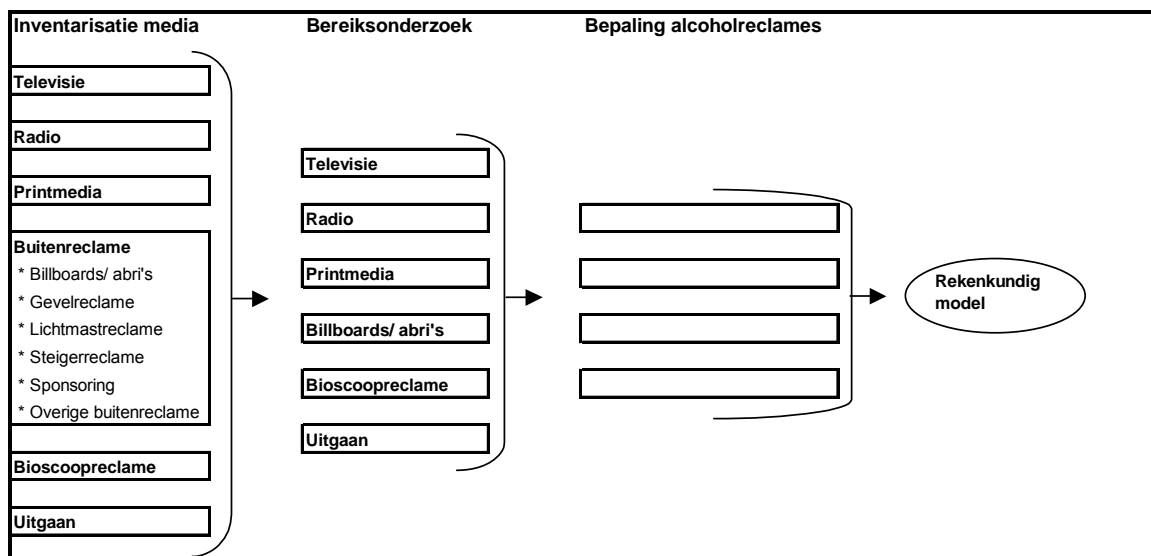 Inventarisatie media
Televisie
Radio
Printmedia
Buitenreclame
* Billboards/ abri's
* Gevelreclame
* Lichtmastreclame
* Steigerreclame
* Sponsoring
* Overige buitenreclame
Bioscoopreclame
Uitgaan
Bereiksonderzoek
Televisie
Radio
Printmedia
Billboards/ abri's
Bioscoopreclame
Uitgaan
Bepaling alcoholreclames
Rekenkundig
model